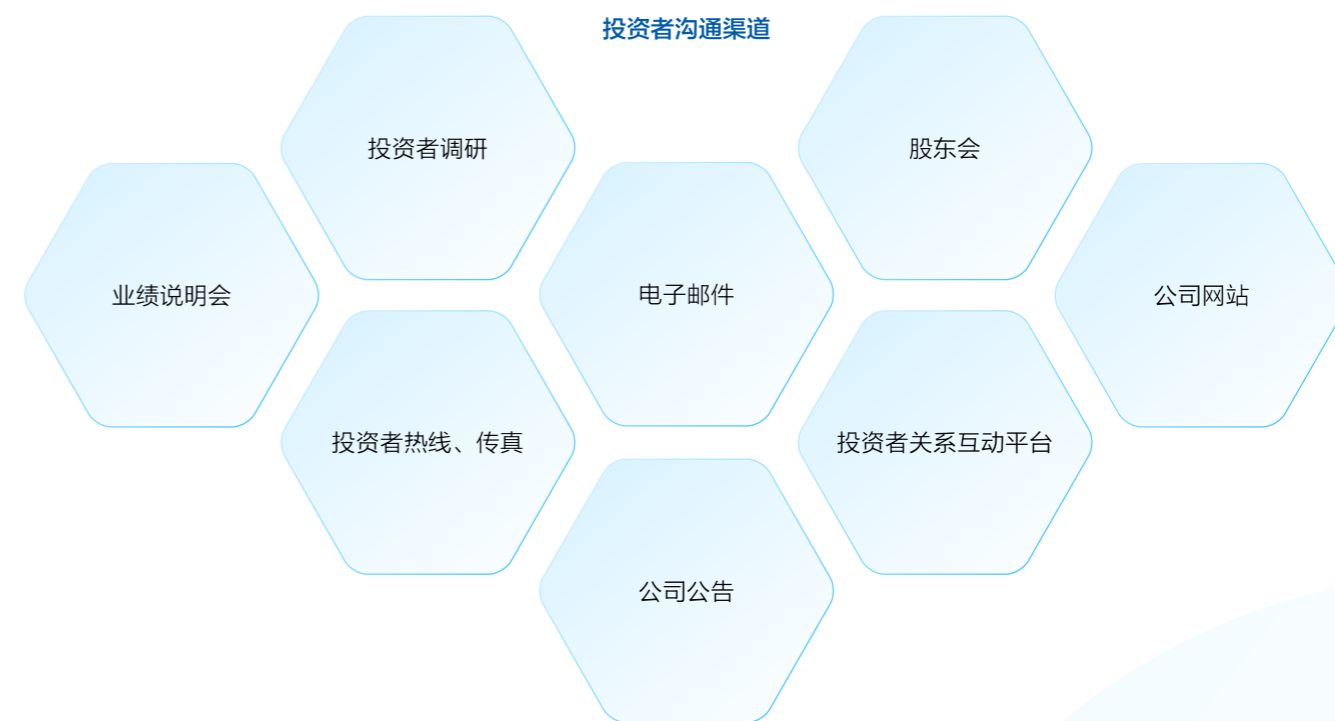 投资者沟通渠道
投资者调研
股东会
业绩说明会
电子邮件
公司网站
投资者热线、传真
投资者关系互动平台
公司公告